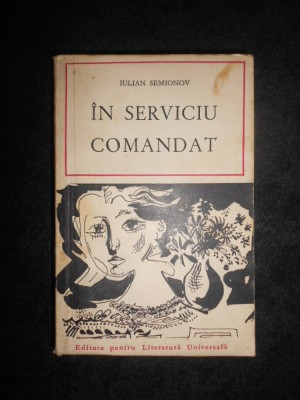 IULIAN SEMIONOV
ÎN SERVICIU
COMANDAT
Editura pentru Literatură Universală